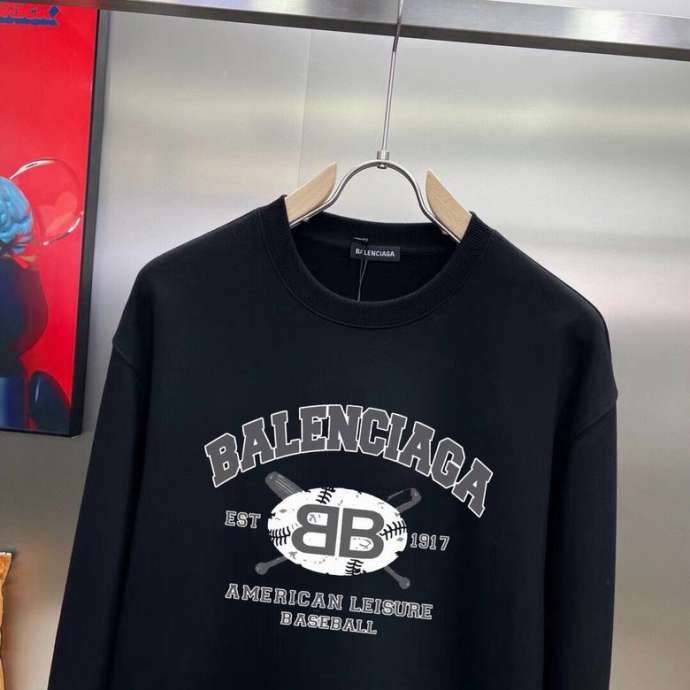 BALENCIAGA
BALENCIAGA
EST
BB
1917
AMERICAN LEISURE
BASEBALL